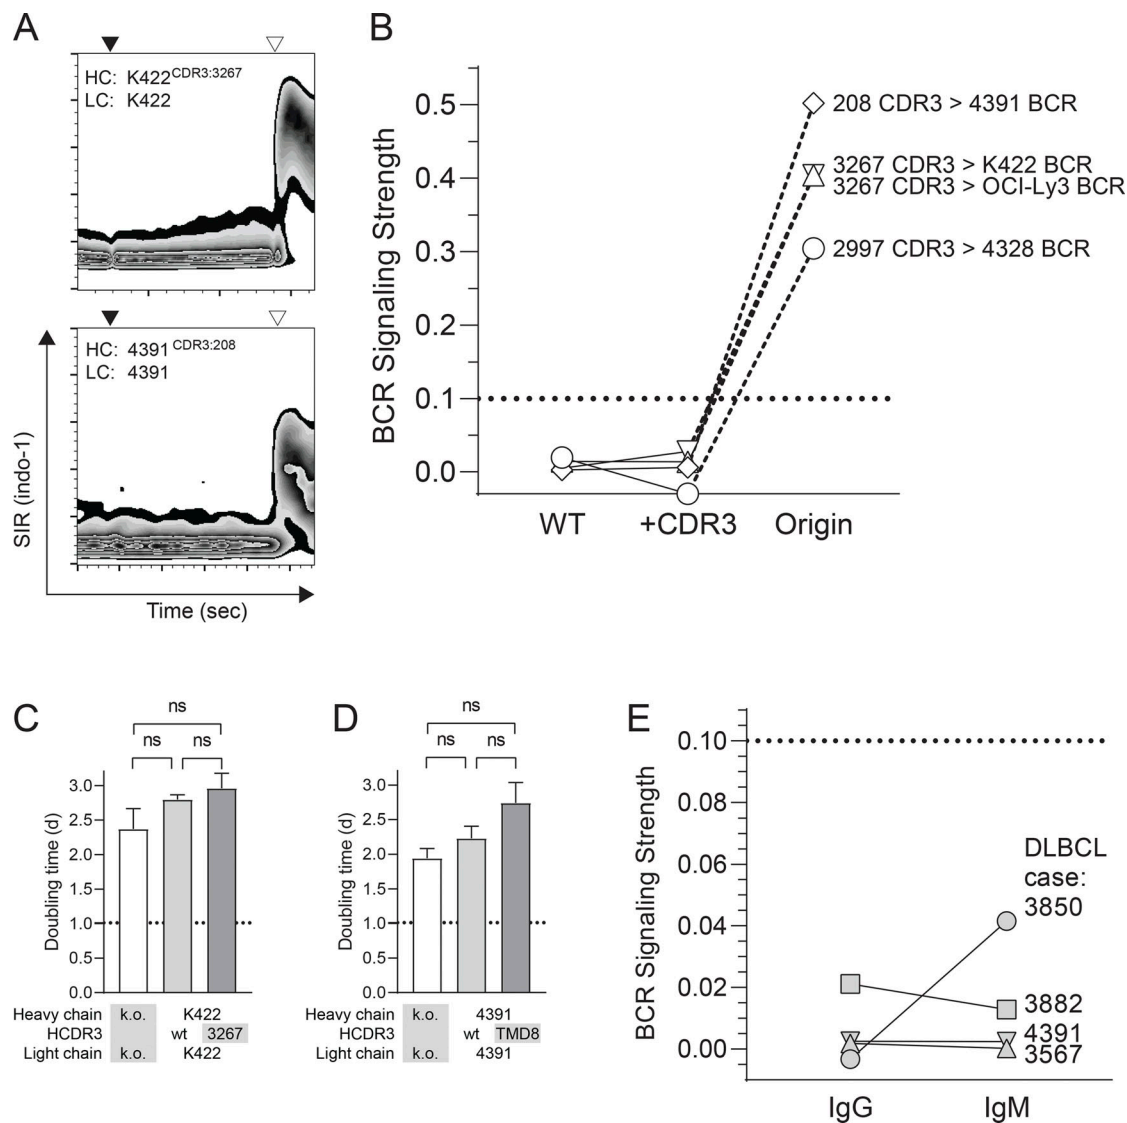 A
HC: K422CDR3:3267
LC: K422
HC: 4391 CDR3:208
LC: 4391
SIR (indo-1)
Time (sec)
B
BCR Signaling Strength
0.5
0.4
0.3
0.2
0.1
0.0
WT
+CDR3
Origin
208 CDR3 > 4391 BCR
3267 CDR3 > K422 BCR
3267 CDR3 > OCI-Ly3 BCR
2997 CDR3 > 4328 BCR
C
ns
ns
ns
Doubling time (d)
3.0
2.5
2.0
1.0
0.5
0.0
Heavy chain k.o. K422
HCDR3 wt 3267
Light chain k.o. K422
D
ns
ns
ns
Doubling time (d)
3.0
2.5
2.0
1.0
0.5
0.0
Heavy chain k.o. 4391
HCDR3 wt TMD8
Light chain k.o. 4391
E
BCR Signaling Strength
0.10
0.08
0.06
0.04
0.02
0.00
IgG
IgM
DLBCL
case:
3850
3882
4391
3567